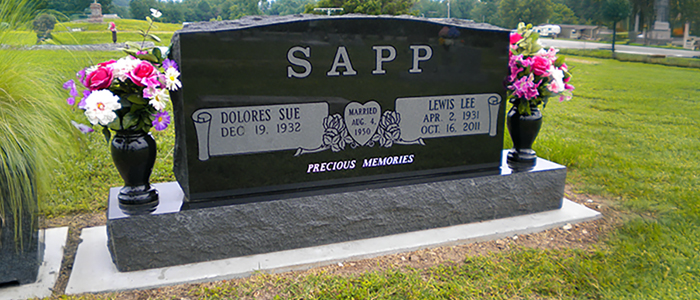 SAPP
DOLORES SUE
DEC 19, 1932
MARRIED
AUG. 4,
1950
LEWIS LEE
APR. 2, 1931
OCT. 16, 2011
PRECIOUS MEMORIES